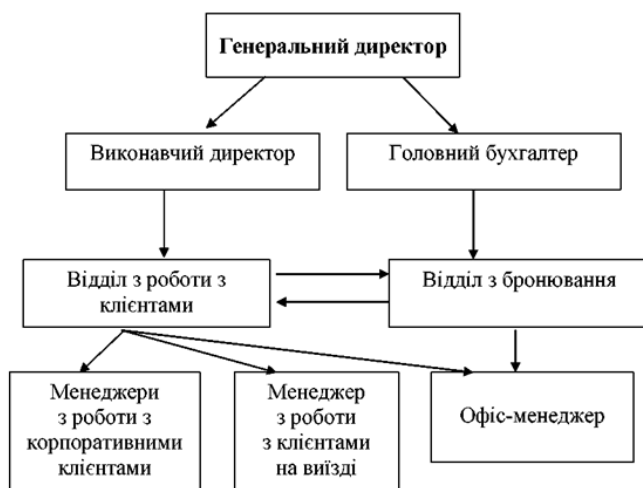 Генеральний директор
Виконавчий директор
Головний бухгалтер
Відділ з роботи з
клієнтами
Відділ з бронювання
Менеджери
з роботи з
корпоративними
клієнтами
Менеджер
з роботи
з клієнтами
на виїзді
Офіс-менеджер